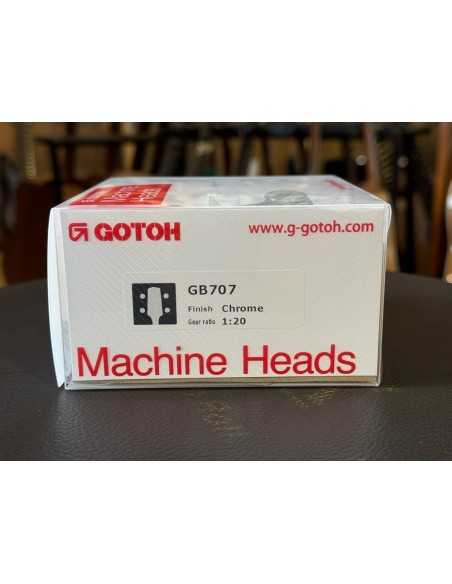 GOTOH
www.g-gotoh.com
GB707
Finish Chrome
Gear ratio 1:20
Machine Heads